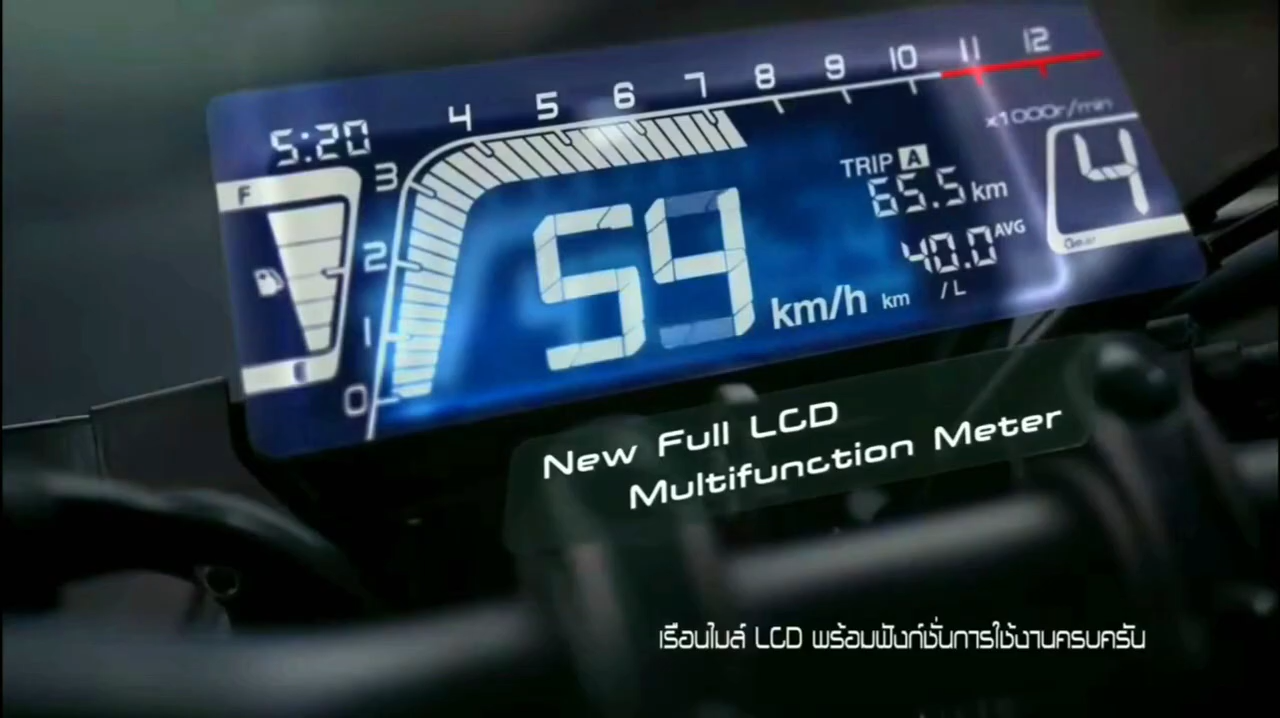 4 5 6 7 8 9 10 11 12
5:20
x1000r/min
F
3
TRIP A
65.5 km
4
Gear
2
59 km/h
40.0 AVG
km /L
1
0
New Full LCD
Multifunction Meter
เรือนไมล์ LCD พร้อมฟังก์ชั่นการใช้งานครบครัน